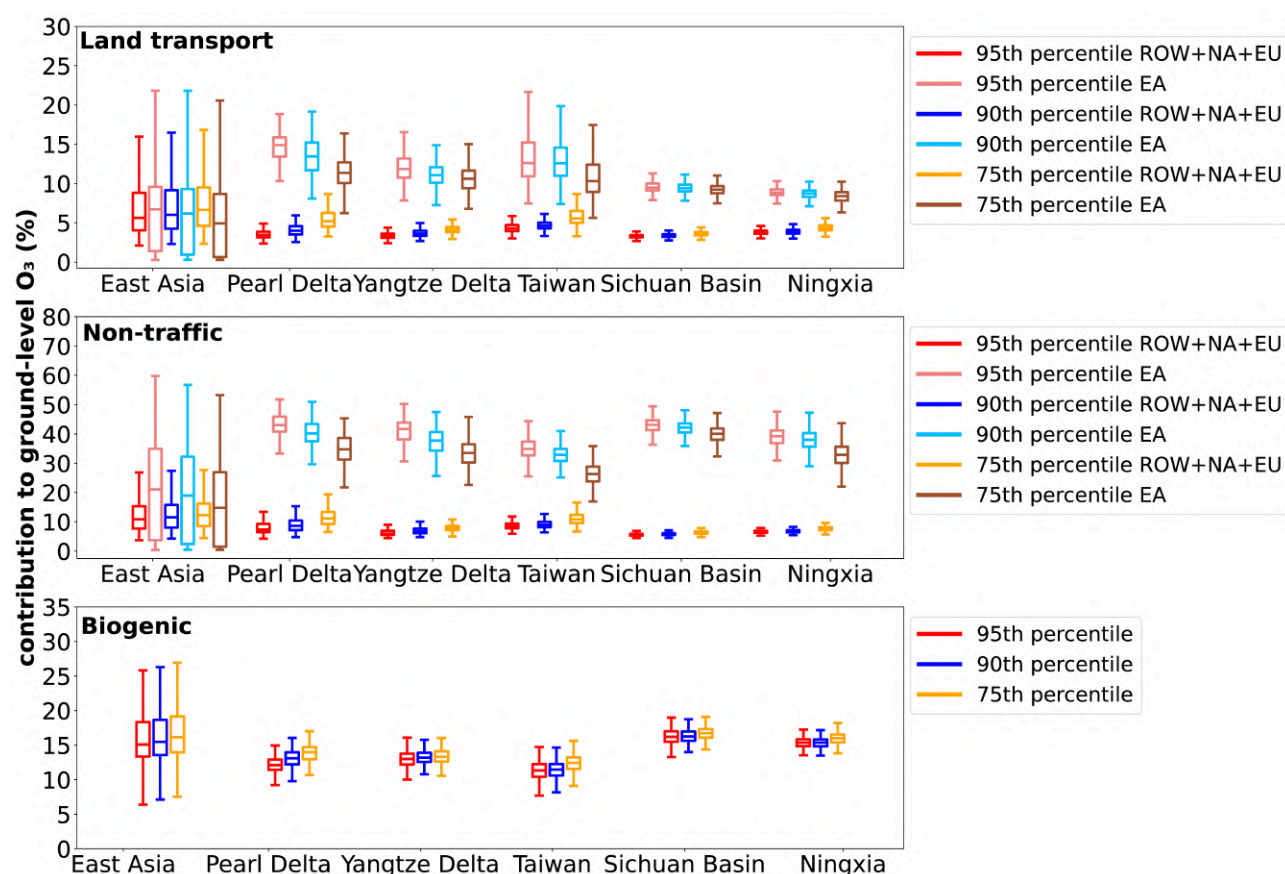 contribution to ground-level O₃ (%)
Land transport
30
25
20
15
10
5
0
East Asia Pearl Delta Yangtze Delta Taiwan Sichuan Basin Ningxia
95th percentile ROW+NA+EU
95th percentile EA
90th percentile ROW+NA+EU
90th percentile EA
75th percentile ROW+NA+EU
75th percentile EA
Non-traffic
80
70
60
50
40
30
20
10
0
East Asia Pearl Delta Yangtze Delta Taiwan Sichuan Basin Ningxia
95th percentile ROW+NA+EU
95th percentile EA
90th percentile ROW+NA+EU
90th percentile EA
75th percentile ROW+NA+EU
75th percentile EA
Biogenic
35
30
25
20
15
10
5
0
East Asia Pearl Delta Yangtze Delta Taiwan Sichuan Basin Ningxia
95th percentile
90th percentile
75th percentile